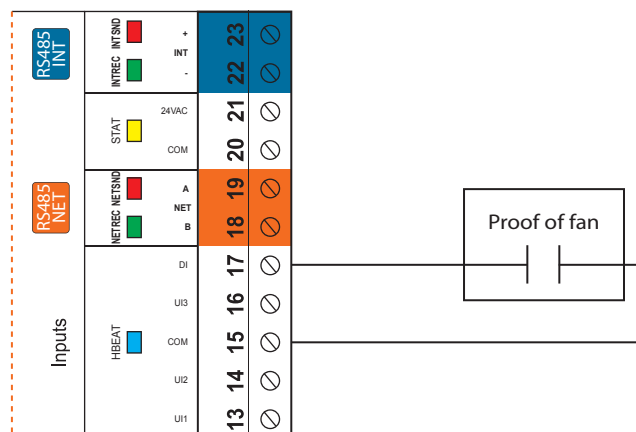 RS485
INT
INTREC INTSND
+
INT
-
23
22
STAT
24VAC
COM
21
20
RS485
NET
NETREC NETSND
A
NET
B
19
18
Inputs
HBEAT
DI
UI3
COM
UI2
UI1
17
16
15
14
13
Proof of fan